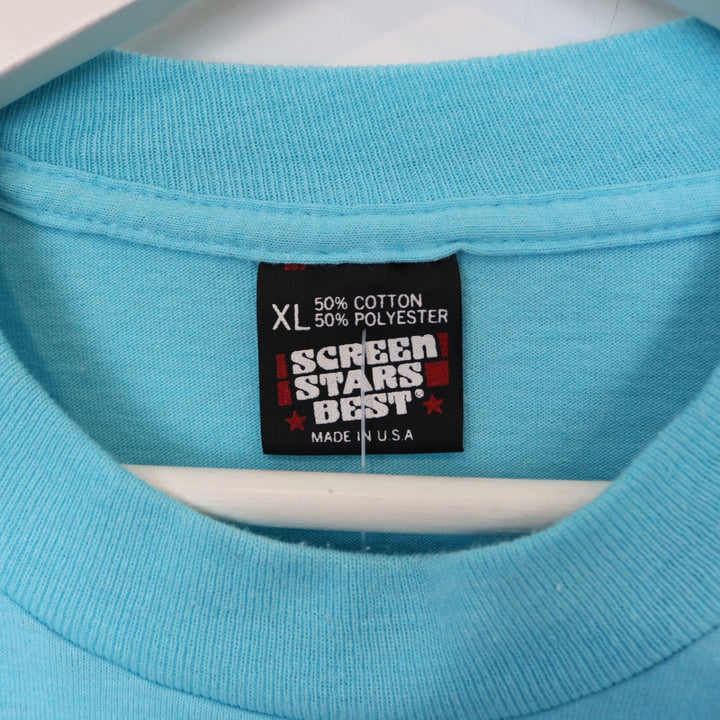 XL 50% COTTON
50% POLYESTER
SCREEN
STARS
BEST®
MADE IN U.S.A